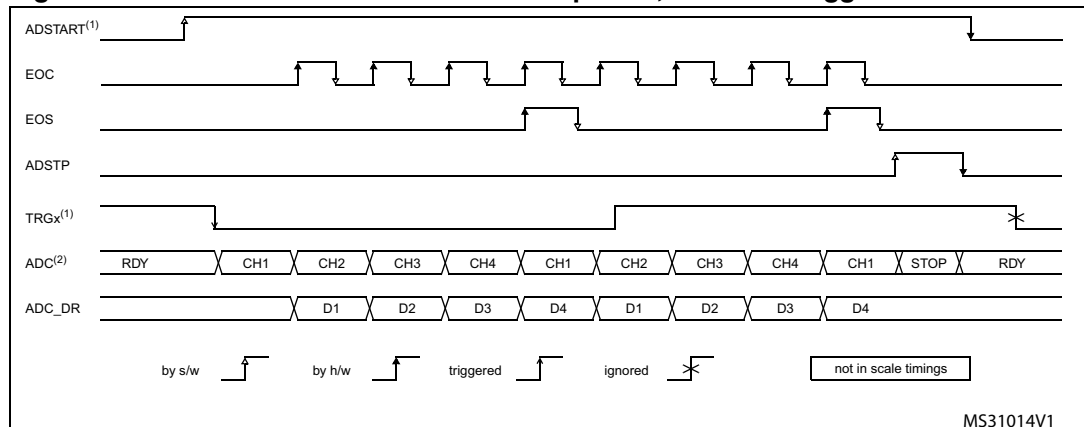 ADSTART(1)
EOC
EOS
ADSTP
TRGx(1)
ADC(2) RDY CH1 CH2 CH3 CH4 CH1 CH2 CH3 CH4 CH1 STOP RDY
ADC_DR D1 D2 D3 D4 D1 D2 D3 D4
by s/w by h/w triggered ignored not in scale timings
MS31014V1